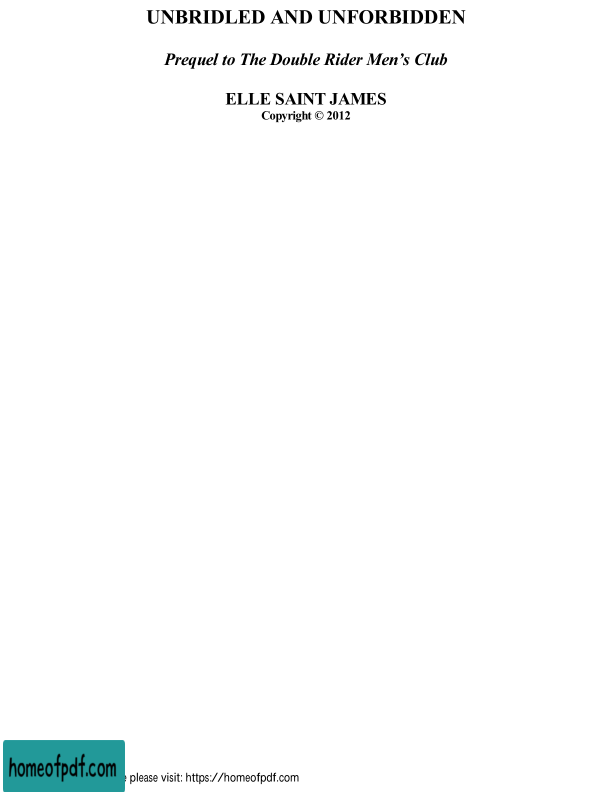 UNBRIDLED AND UNFORBIDDEN
Prequel to The Double Rider Men’s Club
ELLE SAINT JAMES
Copyright © 2012
homeofpdf.com please visit: https://homeofpdf.com